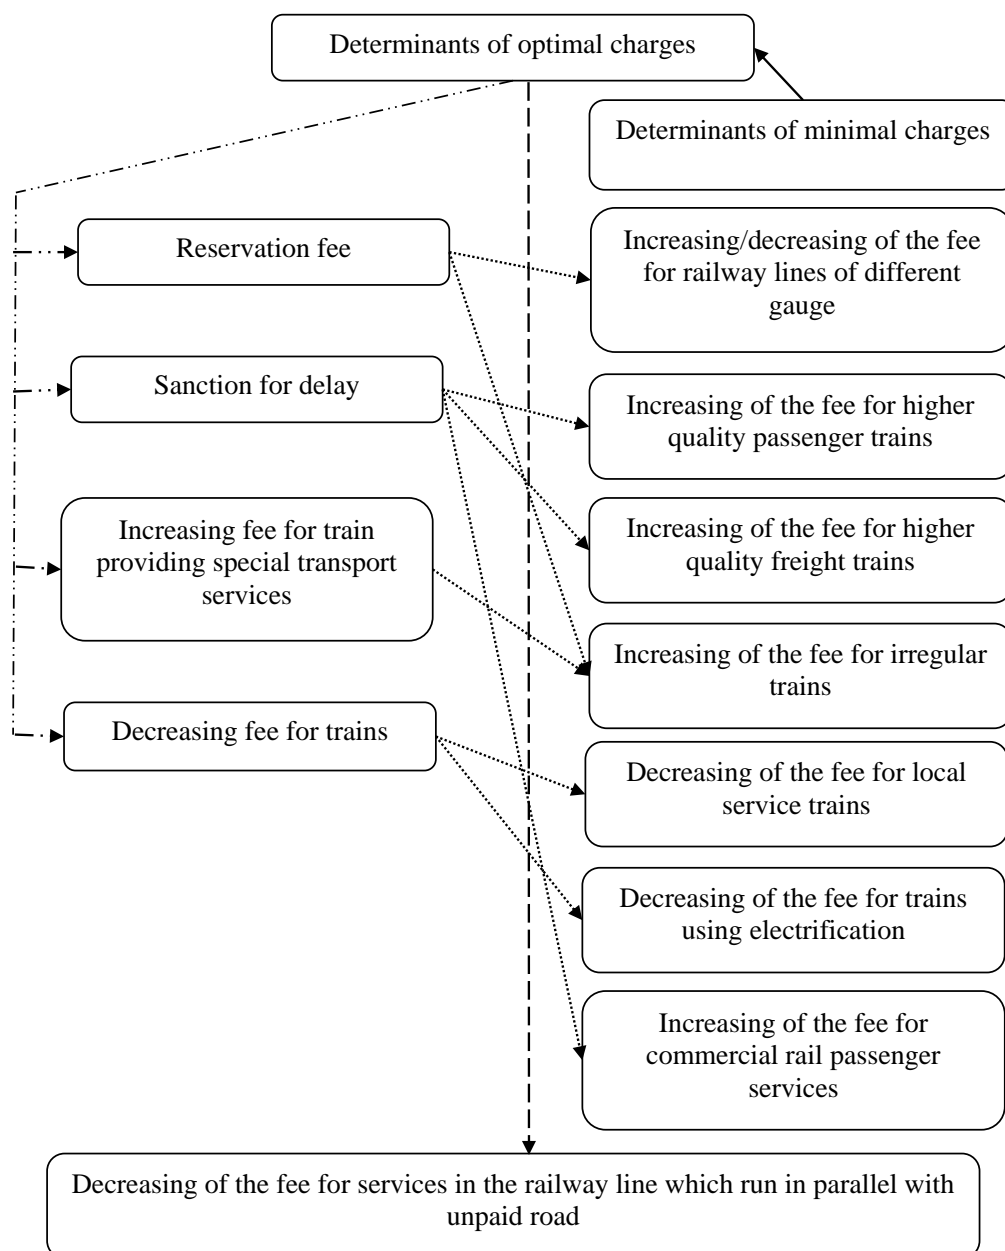 Determinants of optimal charges
Determinants of minimal charges
Reservation fee
Increasing/decreasing of the fee
for railway lines of different
gauge
Sanction for delay
Increasing of the fee for higher
quality passenger trains
Increasing fee for train
providing special transport
services
Increasing of the fee for higher
quality freight trains
Increasing of the fee for irregular
trains
Decreasing fee for trains
Decreasing of the fee for local
service trains
Decreasing of the fee for trains
using electrification
Increasing of the fee for
commercial rail passenger
services
Decreasing of the fee for services in the railway line which run in parallel with
unpaid road